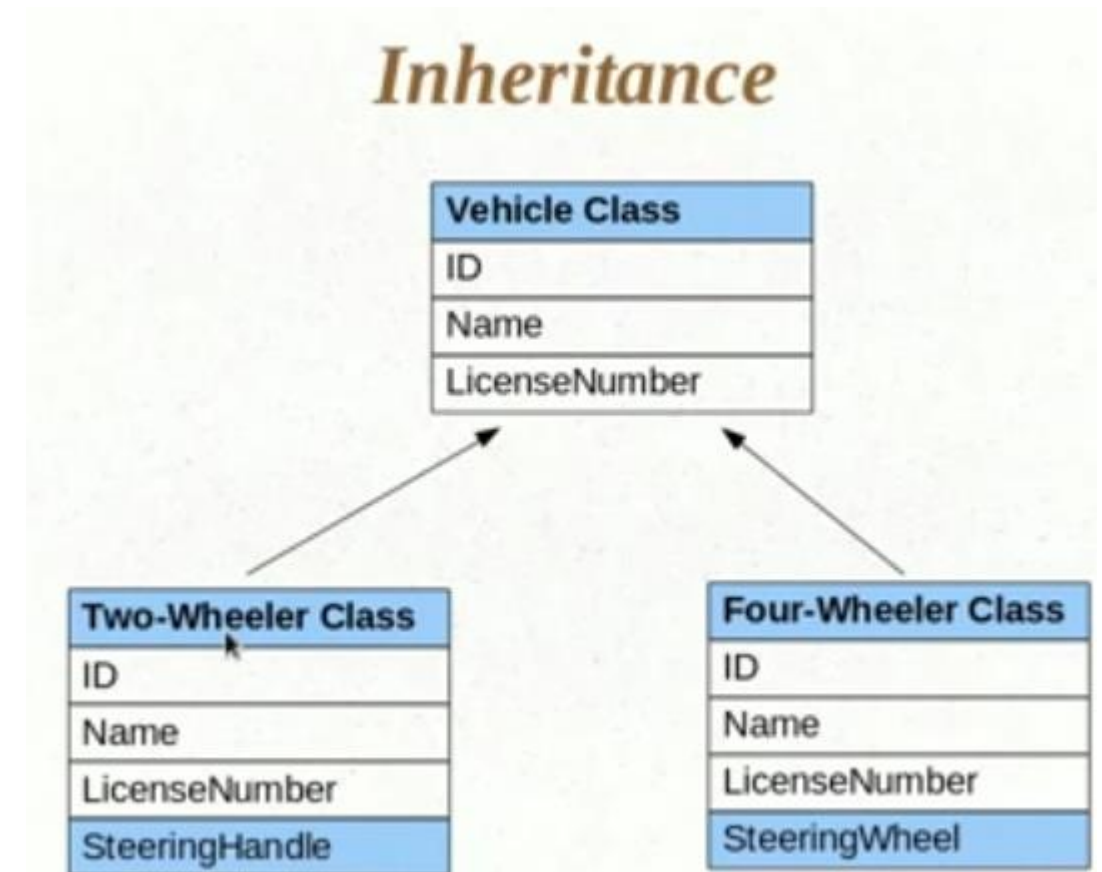 Inheritance
Vehicle Class
ID
Name
LicenseNumber
Two-Wheeler Class
ID
Name
LicenseNumber
SteeringHandle
Four-Wheeler Class
ID
Name
LicenseNumber
SteeringWheel